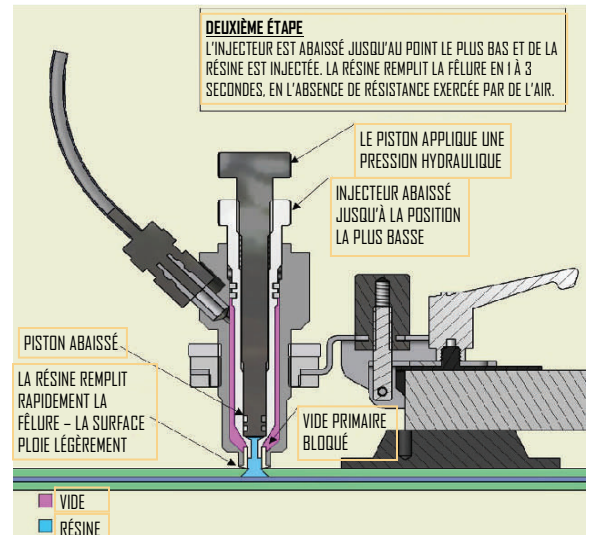 DEUXIÈME ÉTAPE
L'INJECTEUR EST ABAISSÉ JUSQU'AU POINT LE PLUS BAS ET DE LA
RÉSINE EST INJECTÉE. LA RÉSINE REMPLIT LA FÊLURE EN 1 À 3
SECONDES, EN L'ABSENCE DE RÉSISTANCE EXERCÉE PAR DE L'AIR.
LE PISTON APPLIQUE UNE
PRESSION HYDRAULIQUE
INJECTEUR ABAISSÉ
JUSQU'À LA POSITION
LA PLUS BASSE
PISTON ABAISSÉ
LA RÉSINE REMPLIT
RAPIDEMENT LA
FÊLURE – LA SURFACE
PLOIE LÉGÈREMENT
VIDE PRIMAIRE
BLOQUÉ
VIDE
RÉSINE